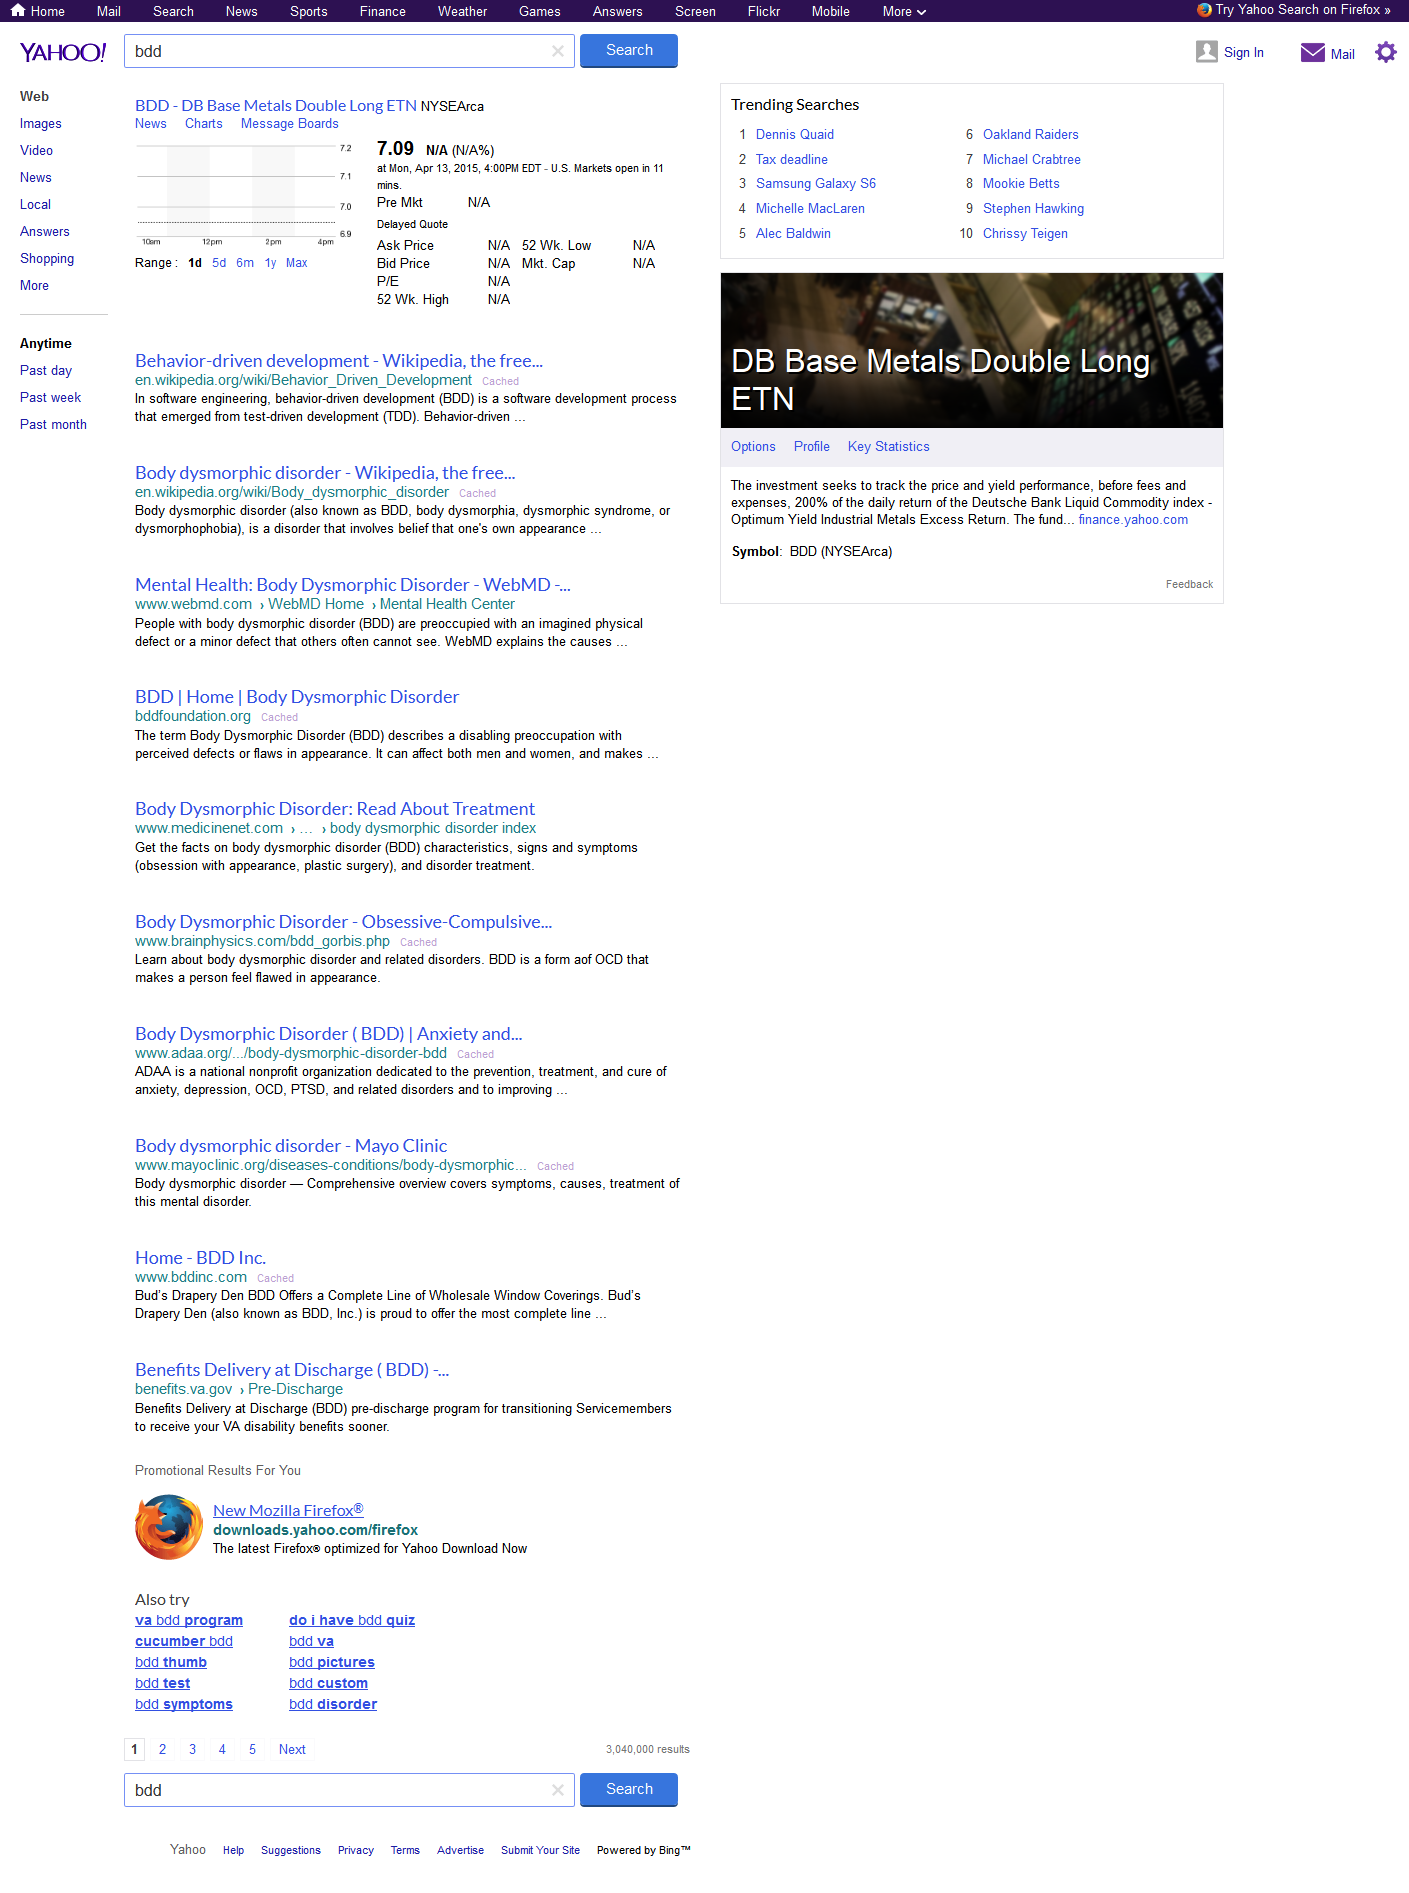 Home Mail Search News Sports Finance Weather Games Answers Screen Flickr Mobile More Try Yahoo Search on Firefox »
YAHOO! bdd Search Sign In Mail
Web
Images
Video
News
Local
Answers
Shopping
More
Anytime
Past day
Past week
Past month
BDD - DB Base Metals Double Long ETN NYSEArca
News Charts Message Boards
7.2
7.1
7.0
6.9
10am 12pm 2pm 4pm
Range : 1d 5d 6m 1y Max
7.09 N/A (N/A%)
at Mon, Apr 13, 2015, 4:00PM EDT - U.S. Markets open in 11
mins.
Pre Mkt N/A
Delayed Quote
Ask Price N/A 52 Wk. Low N/A
Bid Price N/A Mkt. Cap N/A
P/E N/A
52 Wk. High N/A
Behavior-driven development - Wikipedia, the free...
en.wikipedia.org/wiki/Behavior_Driven_Development Cached
In software engineering, behavior-driven development (BDD) is a software development process
that emerged from test-driven development (TDD). Behavior-driven ...
Body dysmorphic disorder - Wikipedia, the free...
en.wikipedia.org/wiki/Body_dysmorphic_disorder Cached
Body dysmorphic disorder (also known as BDD, body dysmorphia, dysmorphic syndrome, or
dysmorphophobia), is a disorder that involves belief that one's own appearance ...
Mental Health: Body Dysmorphic Disorder - WebMD -...
www.webmd.com › WebMD Home › Mental Health Center
People with body dysmorphic disorder (BDD) are preoccupied with an imagined physical
defect or a minor defect that others often cannot see. WebMD explains the causes ...
BDD | Home | Body Dysmorphic Disorder
bddfoundation.org Cached
The term Body Dysmorphic Disorder (BDD) describes a disabling preoccupation with
perceived defects or flaws in appearance. It can affect both men and women, and makes ...
Body Dysmorphic Disorder: Read About Treatment
www.medicinenet.com › ... › body dysmorphic disorder index
Get the facts on body dysmorphic disorder (BDD) characteristics, signs and symptoms
(obsession with appearance, plastic surgery), and disorder treatment.
Body Dysmorphic Disorder - Obsessive-Compulsive...
www.brainphysics.com/bdd_gorbis.php Cached
Learn about body dysmorphic disorder and related disorders. BDD is a form aof OCD that
makes a person feel flawed in appearance.
Body Dysmorphic Disorder ( BDD) | Anxiety and...
www.adaa.org/.../body-dysmorphic-disorder-bdd Cached
ADAA is a national nonprofit organization dedicated to the prevention, treatment, and cure of
anxiety, depression, OCD, PTSD, and related disorders and to improving ...
Body dysmorphic disorder - Mayo Clinic
www.mayoclinic.org/diseases-conditions/body-dysmorphic... Cached
Body dysmorphic disorder — Comprehensive overview covers symptoms, causes, treatment of
this mental disorder.
Home - BDD Inc.
www.bddinc.com Cached
Bud's Drapery Den BDD Offers a Complete Line of Wholesale Window Coverings. Bud's
Drapery Den (also known as BDD, Inc.) is proud to offer the most complete line ...
Benefits Delivery at Discharge ( BDD) -...
benefits.va.gov › Pre-Discharge
Benefits Delivery at Discharge (BDD) pre-discharge program for transitioning Servicemembers
to receive your VA disability benefits sooner.
Promotional Results For You
New Mozilla Firefox®
downloads.yahoo.com/firefox
The latest Firefox® optimized for Yahoo Download Now
Also try
va bdd program do i have bdd quiz
cucumber bdd bdd va
bdd thumb bdd pictures
bdd test bdd custom
bdd symptoms bdd disorder
1 2 3 4 5 Next 3,040,000 results
bdd Search
Yahoo Help Suggestions Privacy Terms Advertise Submit Your Site Powered by Bing™
Trending Searches
1 Dennis Quaid 6 Oakland Raiders
2 Tax deadline 7 Michael Crabtree
3 Samsung Galaxy S6 8 Mookie Betts
4 Michelle MacLaren 9 Stephen Hawking
5 Alec Baldwin 10 Chrissy Teigen
DB Base Metals Double Long
ETN
Options Profile Key Statistics
The investment seeks to track the price and yield performance, before fees and
expenses, 200% of the daily return of the Deutsche Bank Liquid Commodity index -
Optimum Yield Industrial Metals Excess Return. The fund... finance.yahoo.com
Symbol: BDD (NYSEArca)
Feedback